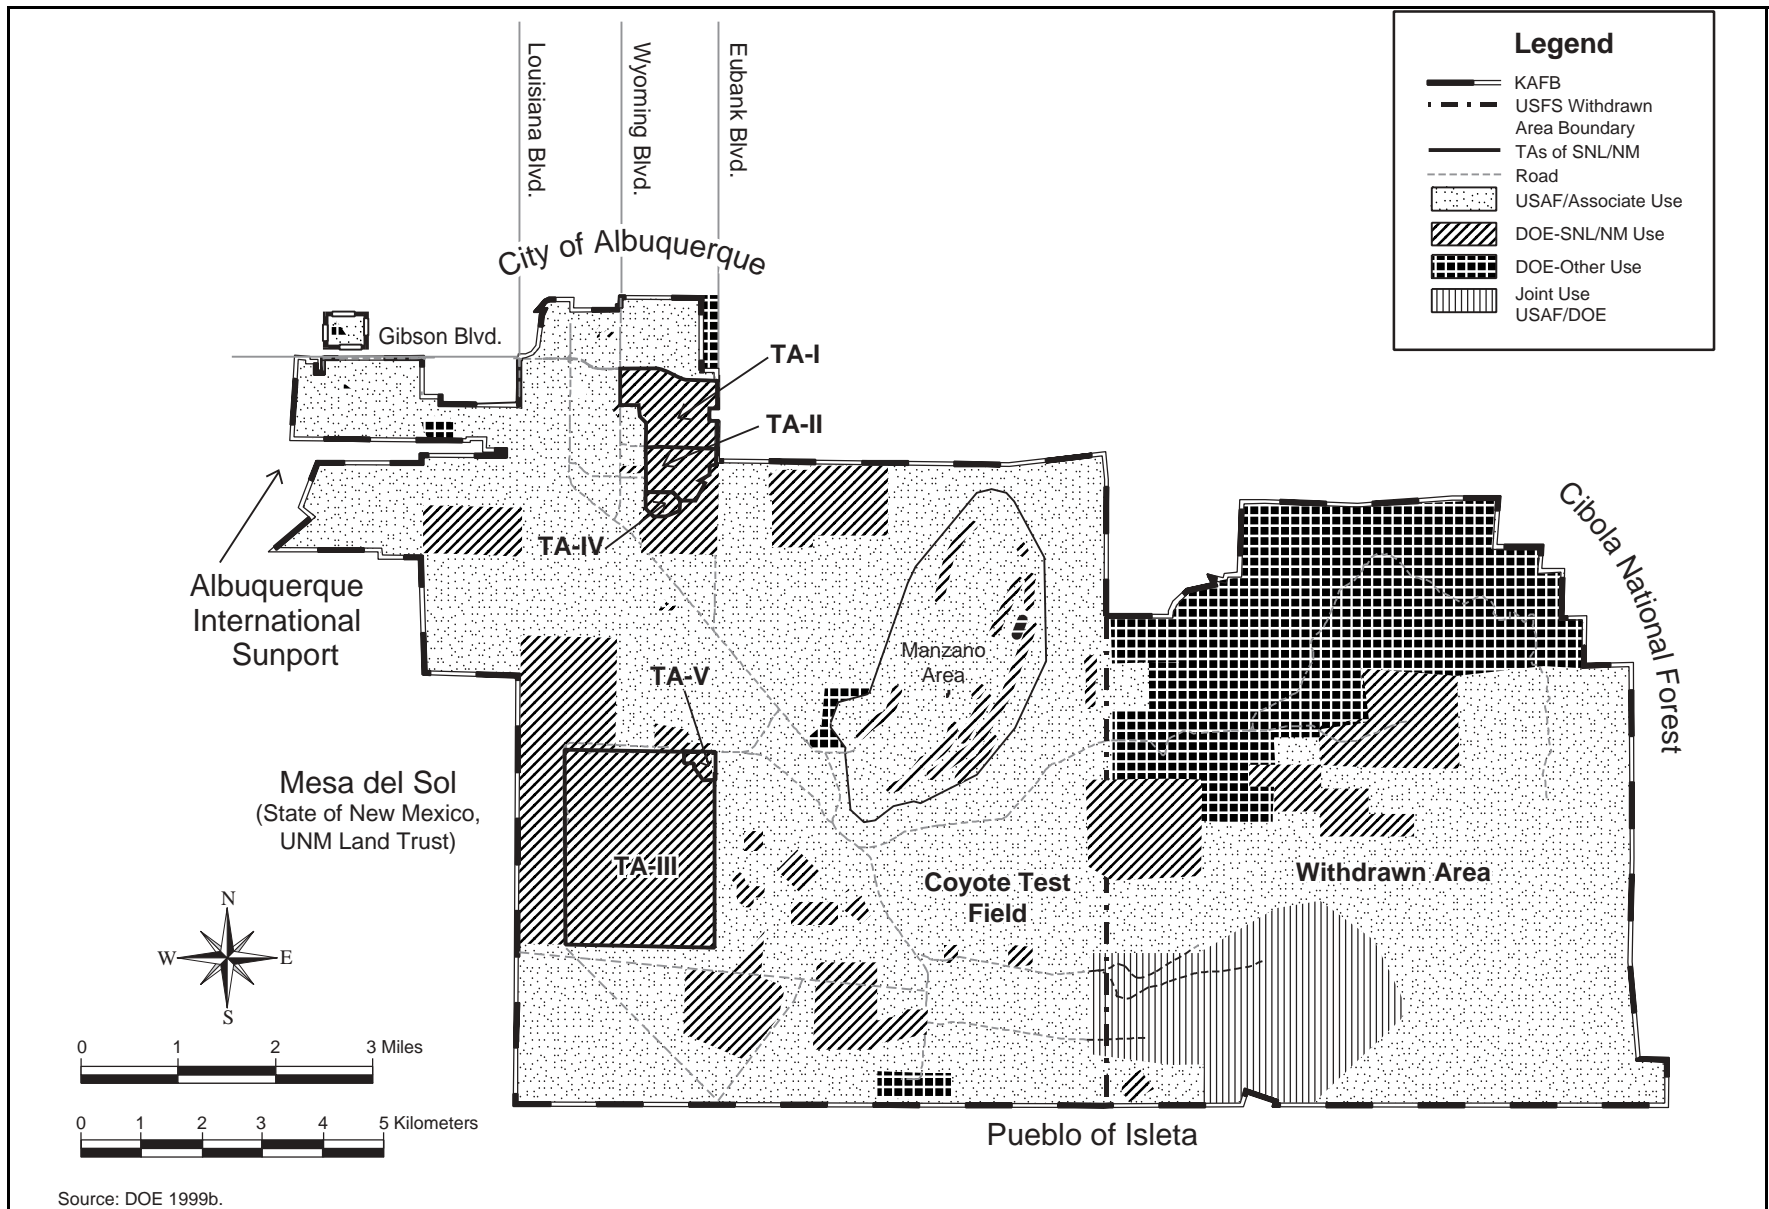 Legend
KAFB
USFS Withdrawn
Area Boundary
TAs of SNL/NM
Road
USAF/Associate Use
DOE-SNL/NM Use
DOE-Other Use
Joint Use
USAF/DOE
Louisiana Blvd.
Wyoming Blvd.
Eubank Blvd.
City of Albuquerque
Gibson Blvd.
TA-I
TA-II
TA-IV
Albuquerque
International
Sunport
Cibola National Forest
Manzano
Area
TA-V
Mesa del Sol
(State of New Mexico,
UNM Land Trust)
TA-III
Coyote Test
Field
Withdrawn Area
N
W E
S
0 1 2 3 Miles
0 1 2 3 4 5 Kilometers
Pueblo of Isleta
Source: DOE 1999b.